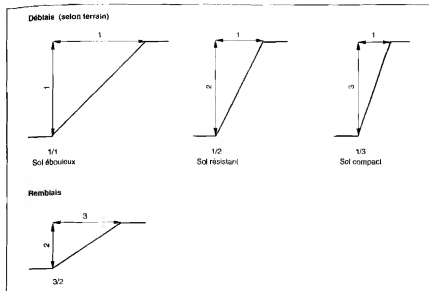 Déblais (selon terrain)
1
1
1/1
Sol ébouleux
1
2
1/2
Sol résistant
1
3
1/3
Sol compact
Remblais
3
2
3/2